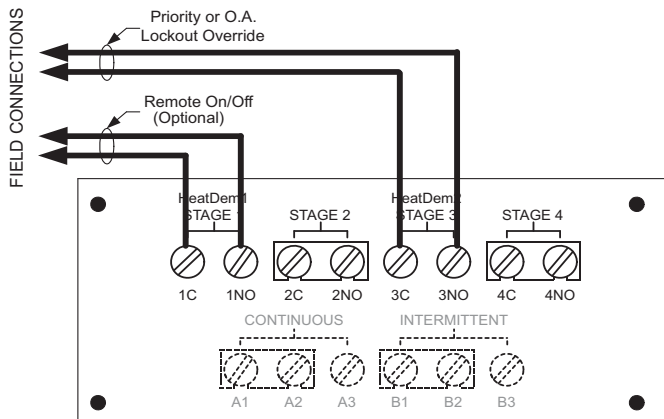 Priority or O.A.
Lockout Override
Remote On/Off
(Optional)
FIELD CONNECTIONS
HeatDem1
STAGE 1
STAGE 2
HeatDem2
STAGE 3
STAGE 4
1C 1NO 2C 2NO 3C 3NO 4C 4NO
CONTINUOUS INTERMITTENT
A1 A2 A3 B1 B2 B3